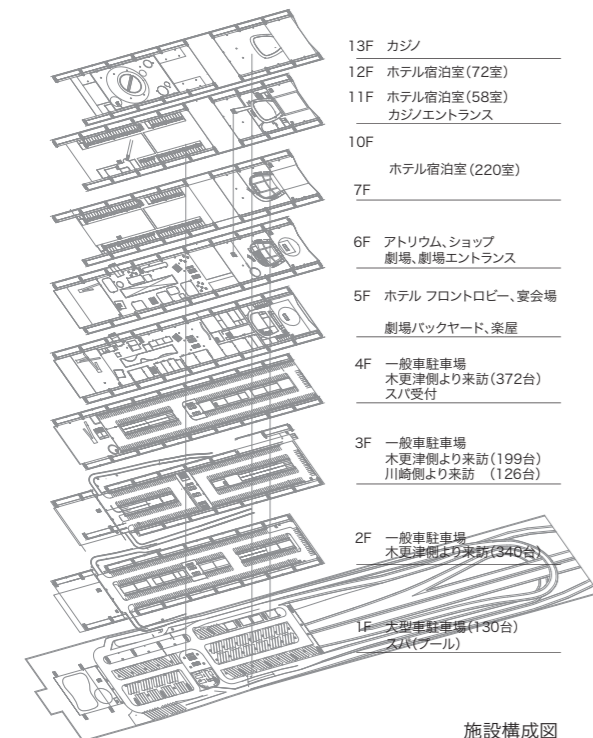 13F カジノ
12F ホテル宿泊室(72室)
11F ホテル宿泊室(58室)
カジノエントランス
10F
ホテル宿泊室(220室)
7F
6F アトリウム、ショップ
劇場、劇場エントランス
5F ホテル フロントロビー、宴会場
劇場バックヤード、楽屋
4F 一般車駐車場
木更津側より来訪(372台)
スパ受付
3F 一般車駐車場
木更津側より来訪(199台)
川崎側より来訪 (126台)
2F 一般車駐車場
木更津側より来訪(340台)
1F 大型車駐車場(130台)
スパ(プール)
施設構成図